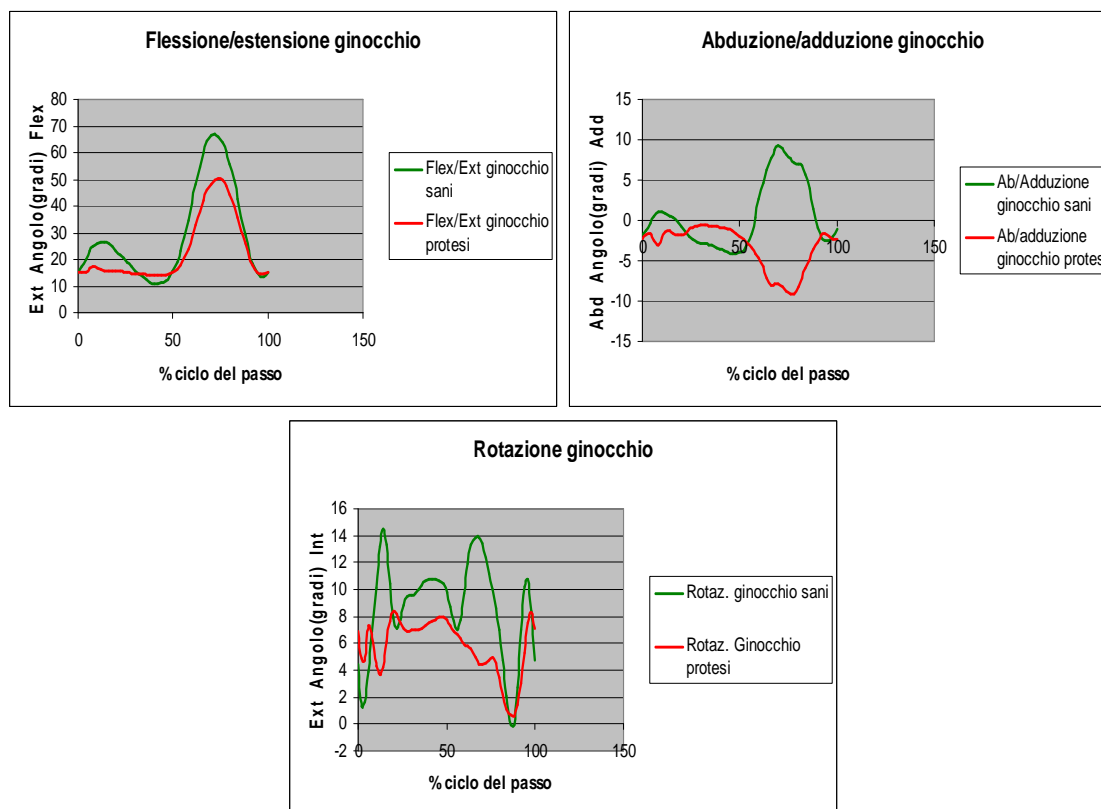 Flessione/estensione ginocchio
Ext Angolo(gradi) Flex
80
70
60
50
40
30
20
10
0
0
50
100
150
% ciclo del passo
Flex/Ext ginocchio
sani
Flex/Ext ginocchio
protesi
Abduzione/adduzione ginocchio
Abd Angolo(gradi) Add
15
10
5
0
-5
-10
-15
0
50
100
150
% ciclo del passo
Ab/Adduzione
ginocchio sani
Ab/adduzione
ginocchio protes
Rotazione ginocchio
Ext Angolo(gradi) Int
16
14
12
10
8
6
4
2
0
-2
0
50
100
150
% ciclo del passo
Rotaz. ginocchio sani
Rotaz. Ginocchio
protesi